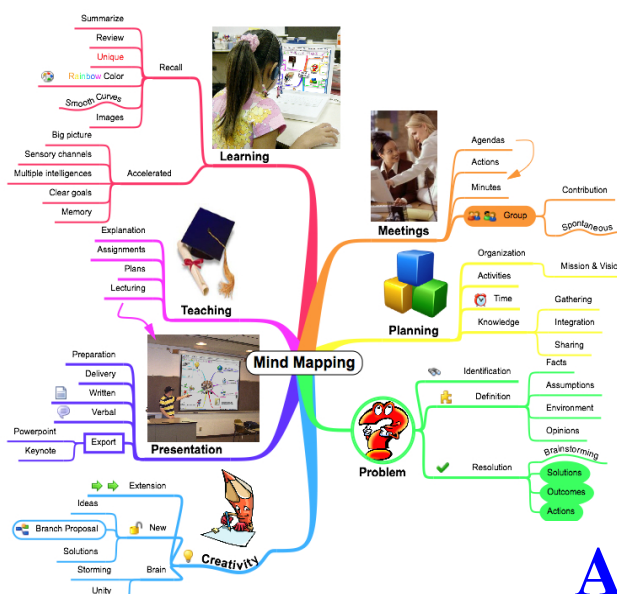 Summarize
Review
Unique
Rainbow Color
Smooth Curves
Images
Recall
Big picture
Sensory channels
Multiple intelligences
Clear goals
Memory
Accelerated
Learning
Explanation
Assignments
Plans
Lecturing
Teaching
Preparation
Delivery
Written
Verbal
Powerpoint
Keynote
Export
Presentation
Extension
Ideas
New
Branch Proposal
Solutions
Storming
Brain
Unity
Creativity
Mind Mapping
Agendas
Actions
Minutes
Group
Contribution
Spontaneous
Meetings
Organization
Mission & Visio
Activities
Time
Knowledge
Gathering
Integration
Sharing
Planning
Identification
Definition
Facts
Assumptions
Environment
Opinions
Resolution
Brainstorming
Solutions
Outcomes
Actions
Problem
A